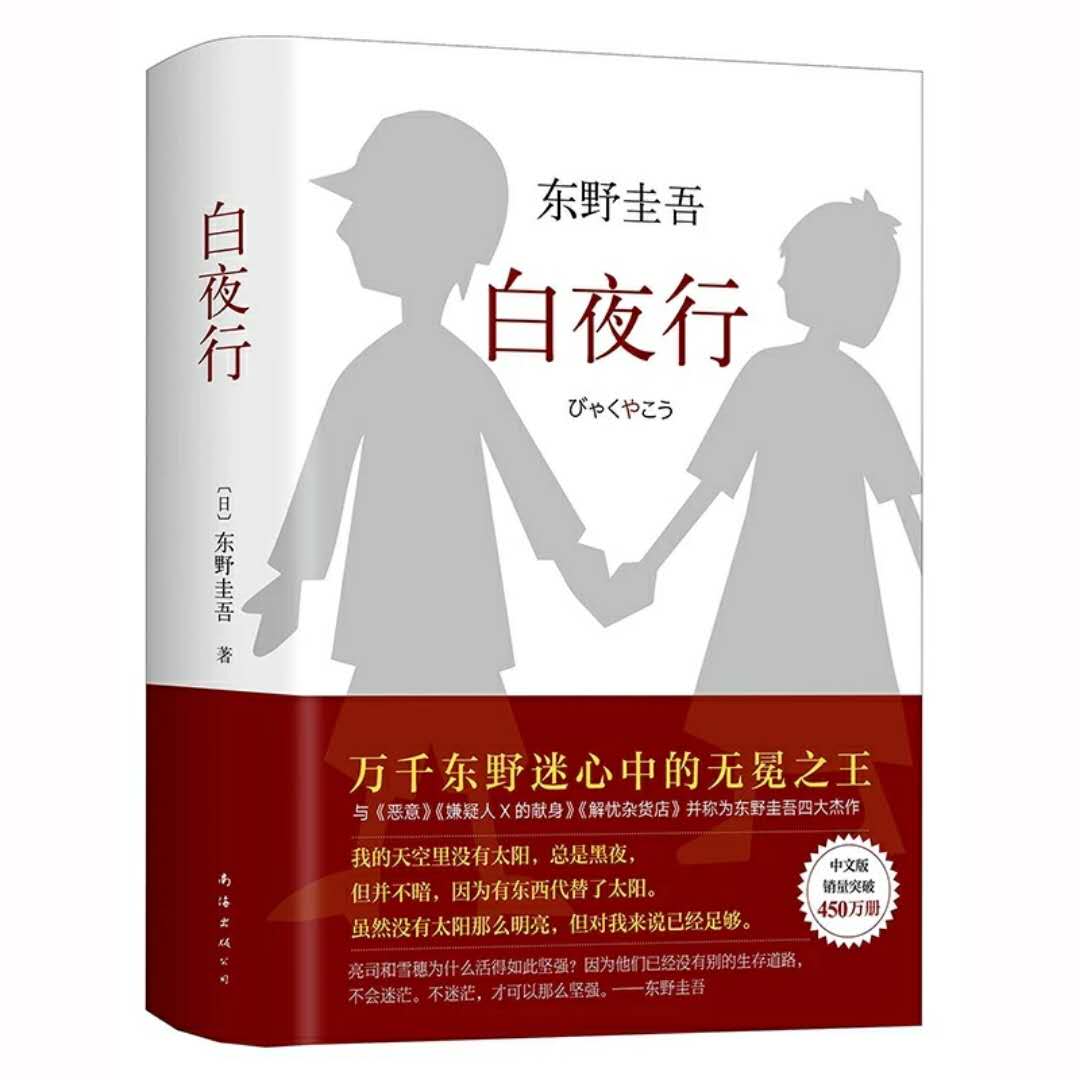 白夜行
〔日〕东野圭吾 著
南海出版公司
东野圭吾
白夜行
びゃくやこう
万千东野迷心中的无冕之王
与《恶意》《嫌疑人X的献身》《解忧杂货店》并称为东野圭吾四大杰作
我的天空里没有太阳，总是黑夜，
但并不暗，因为有东西代替了太阳。
虽然没有太阳那么明亮，但对我来说已经足够。
亮司和雪穗为什么活得如此坚强？因为他们已经没有别的生存道路，
不会迷茫。不迷茫，才可以那么坚强。——东野圭吾
中文版
销量突破
450万册